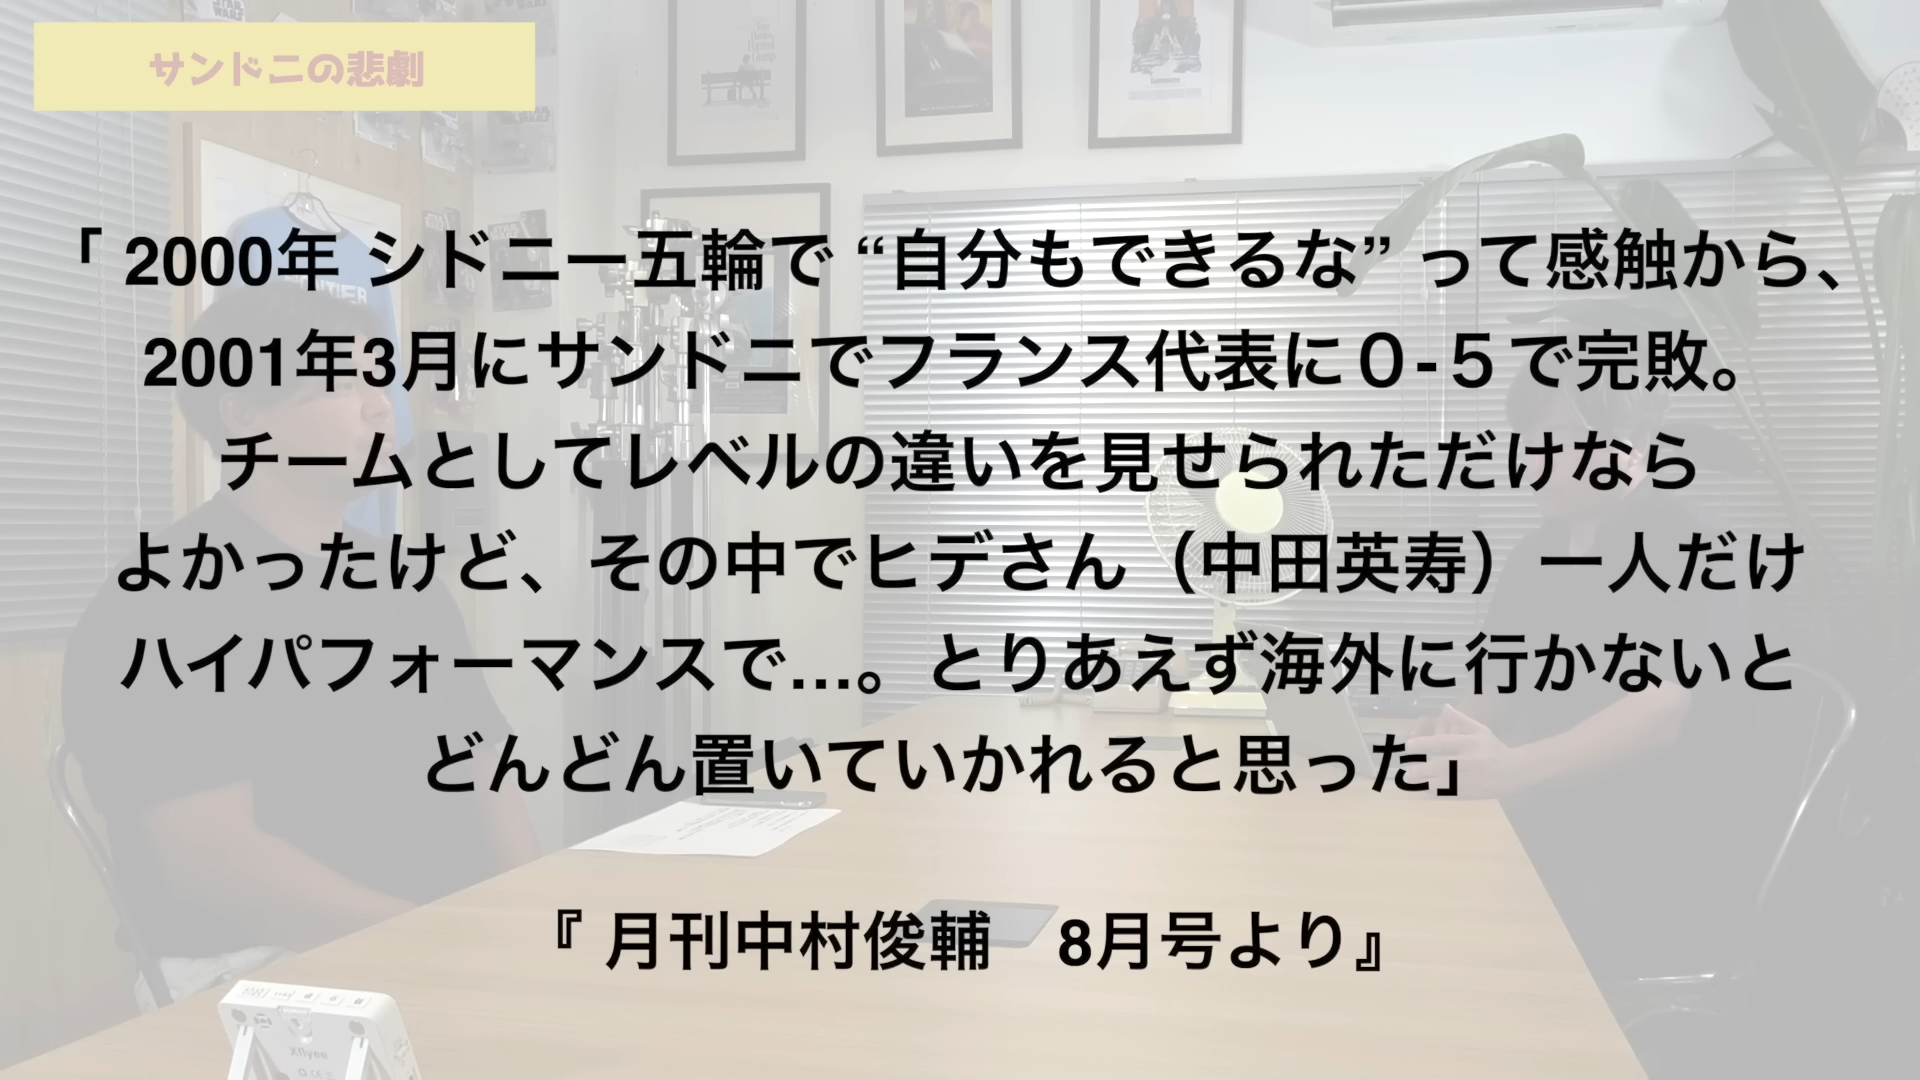 サンドニの悲劇
「 2000年 シドニー五輪で “自分もできるな” って感触から、
2001年3月にサンドニでフランス代表に０-５で完敗。
チームとしてレベルの違いを見せられただけなら
よかったけど、その中でヒデさん（中田英寿）一人だけ
ハイパフォーマンスで…。とりあえず海外に行かないと
どんどん置いていかれると思った」
『 月刊中村俊輔　8月号より』
Xflyee